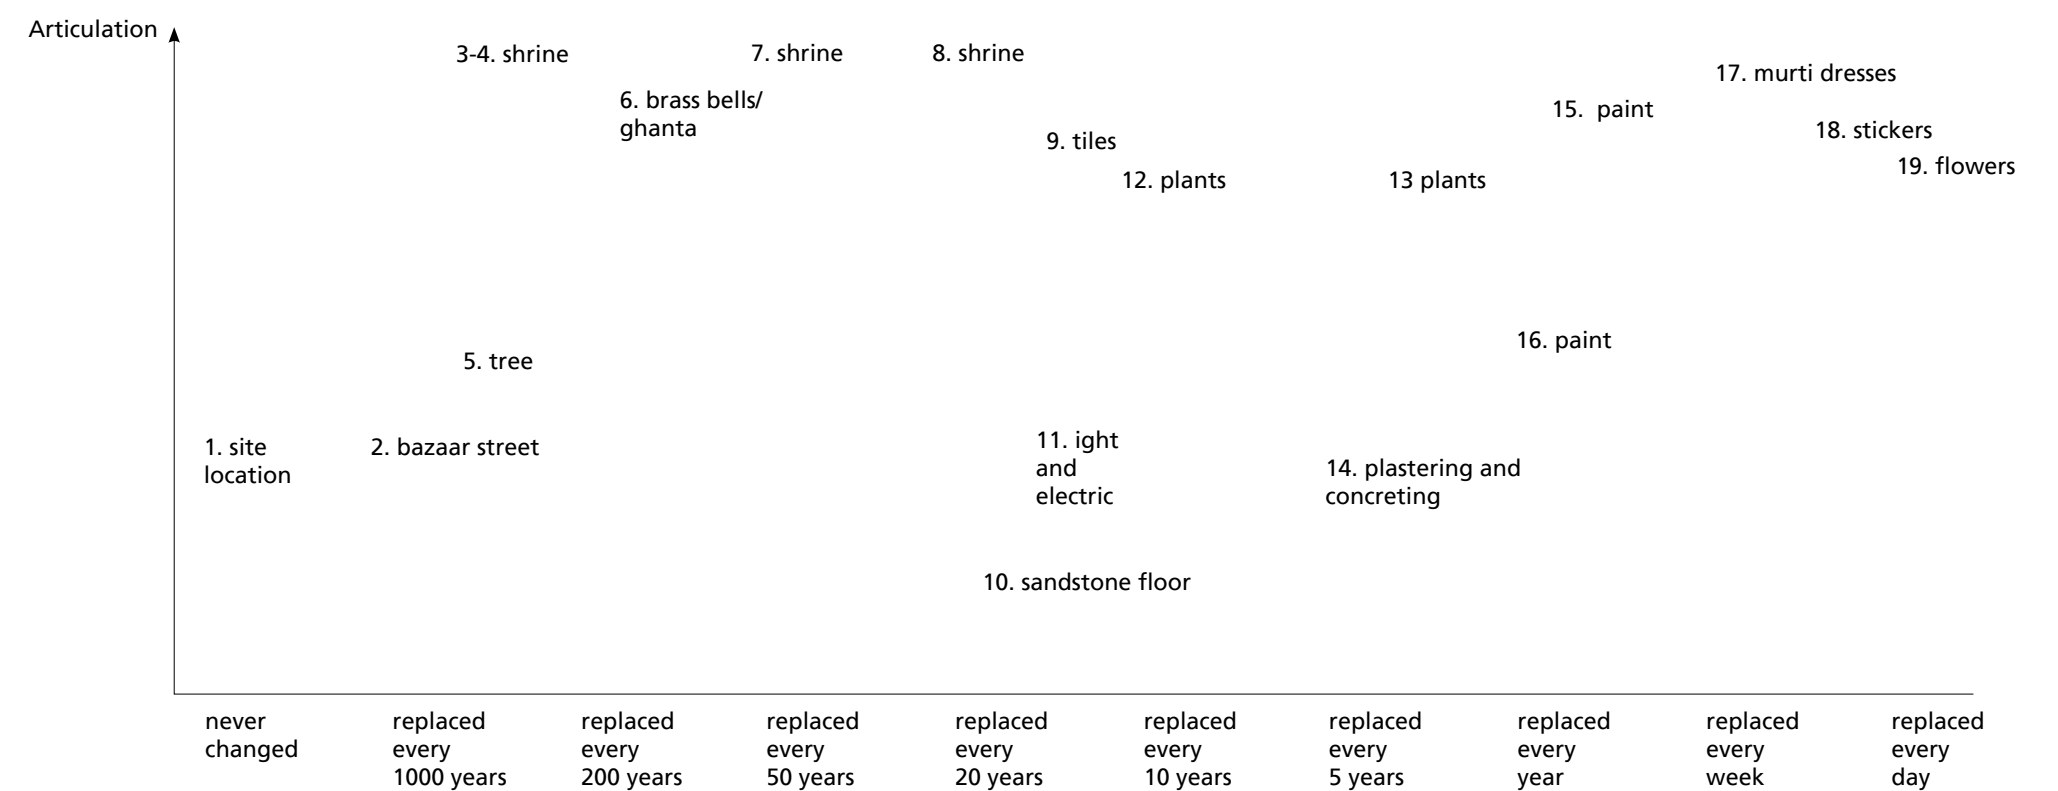 Articulation
3-4. shrine
7. shrine
8. shrine
17. murti dresses
6. brass bells/
ghanta
15. paint
18. stickers
9. tiles
19. flowers
12. plants
13 plants
16. paint
5. tree
1. site
location
2. bazaar street
11. ight
and
electric
14. plastering and
concreting
10. sandstone floor
never
changed
replaced
every
1000 years
replaced
every
200 years
replaced
every
50 years
replaced
every
20 years
replaced
every
10 years
replaced
every
5 years
replaced
every
year
replaced
every
week
replaced
every
day